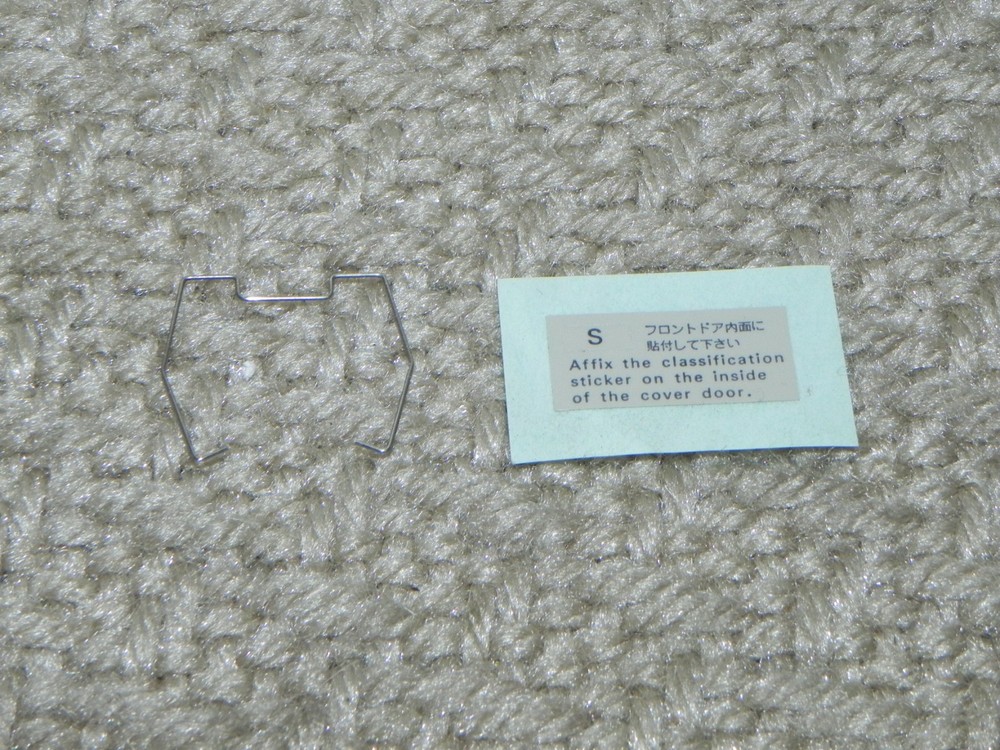 S フロントドア内面に
貼付して下さい
Affix the classification
sticker on the inside
of the cover door.